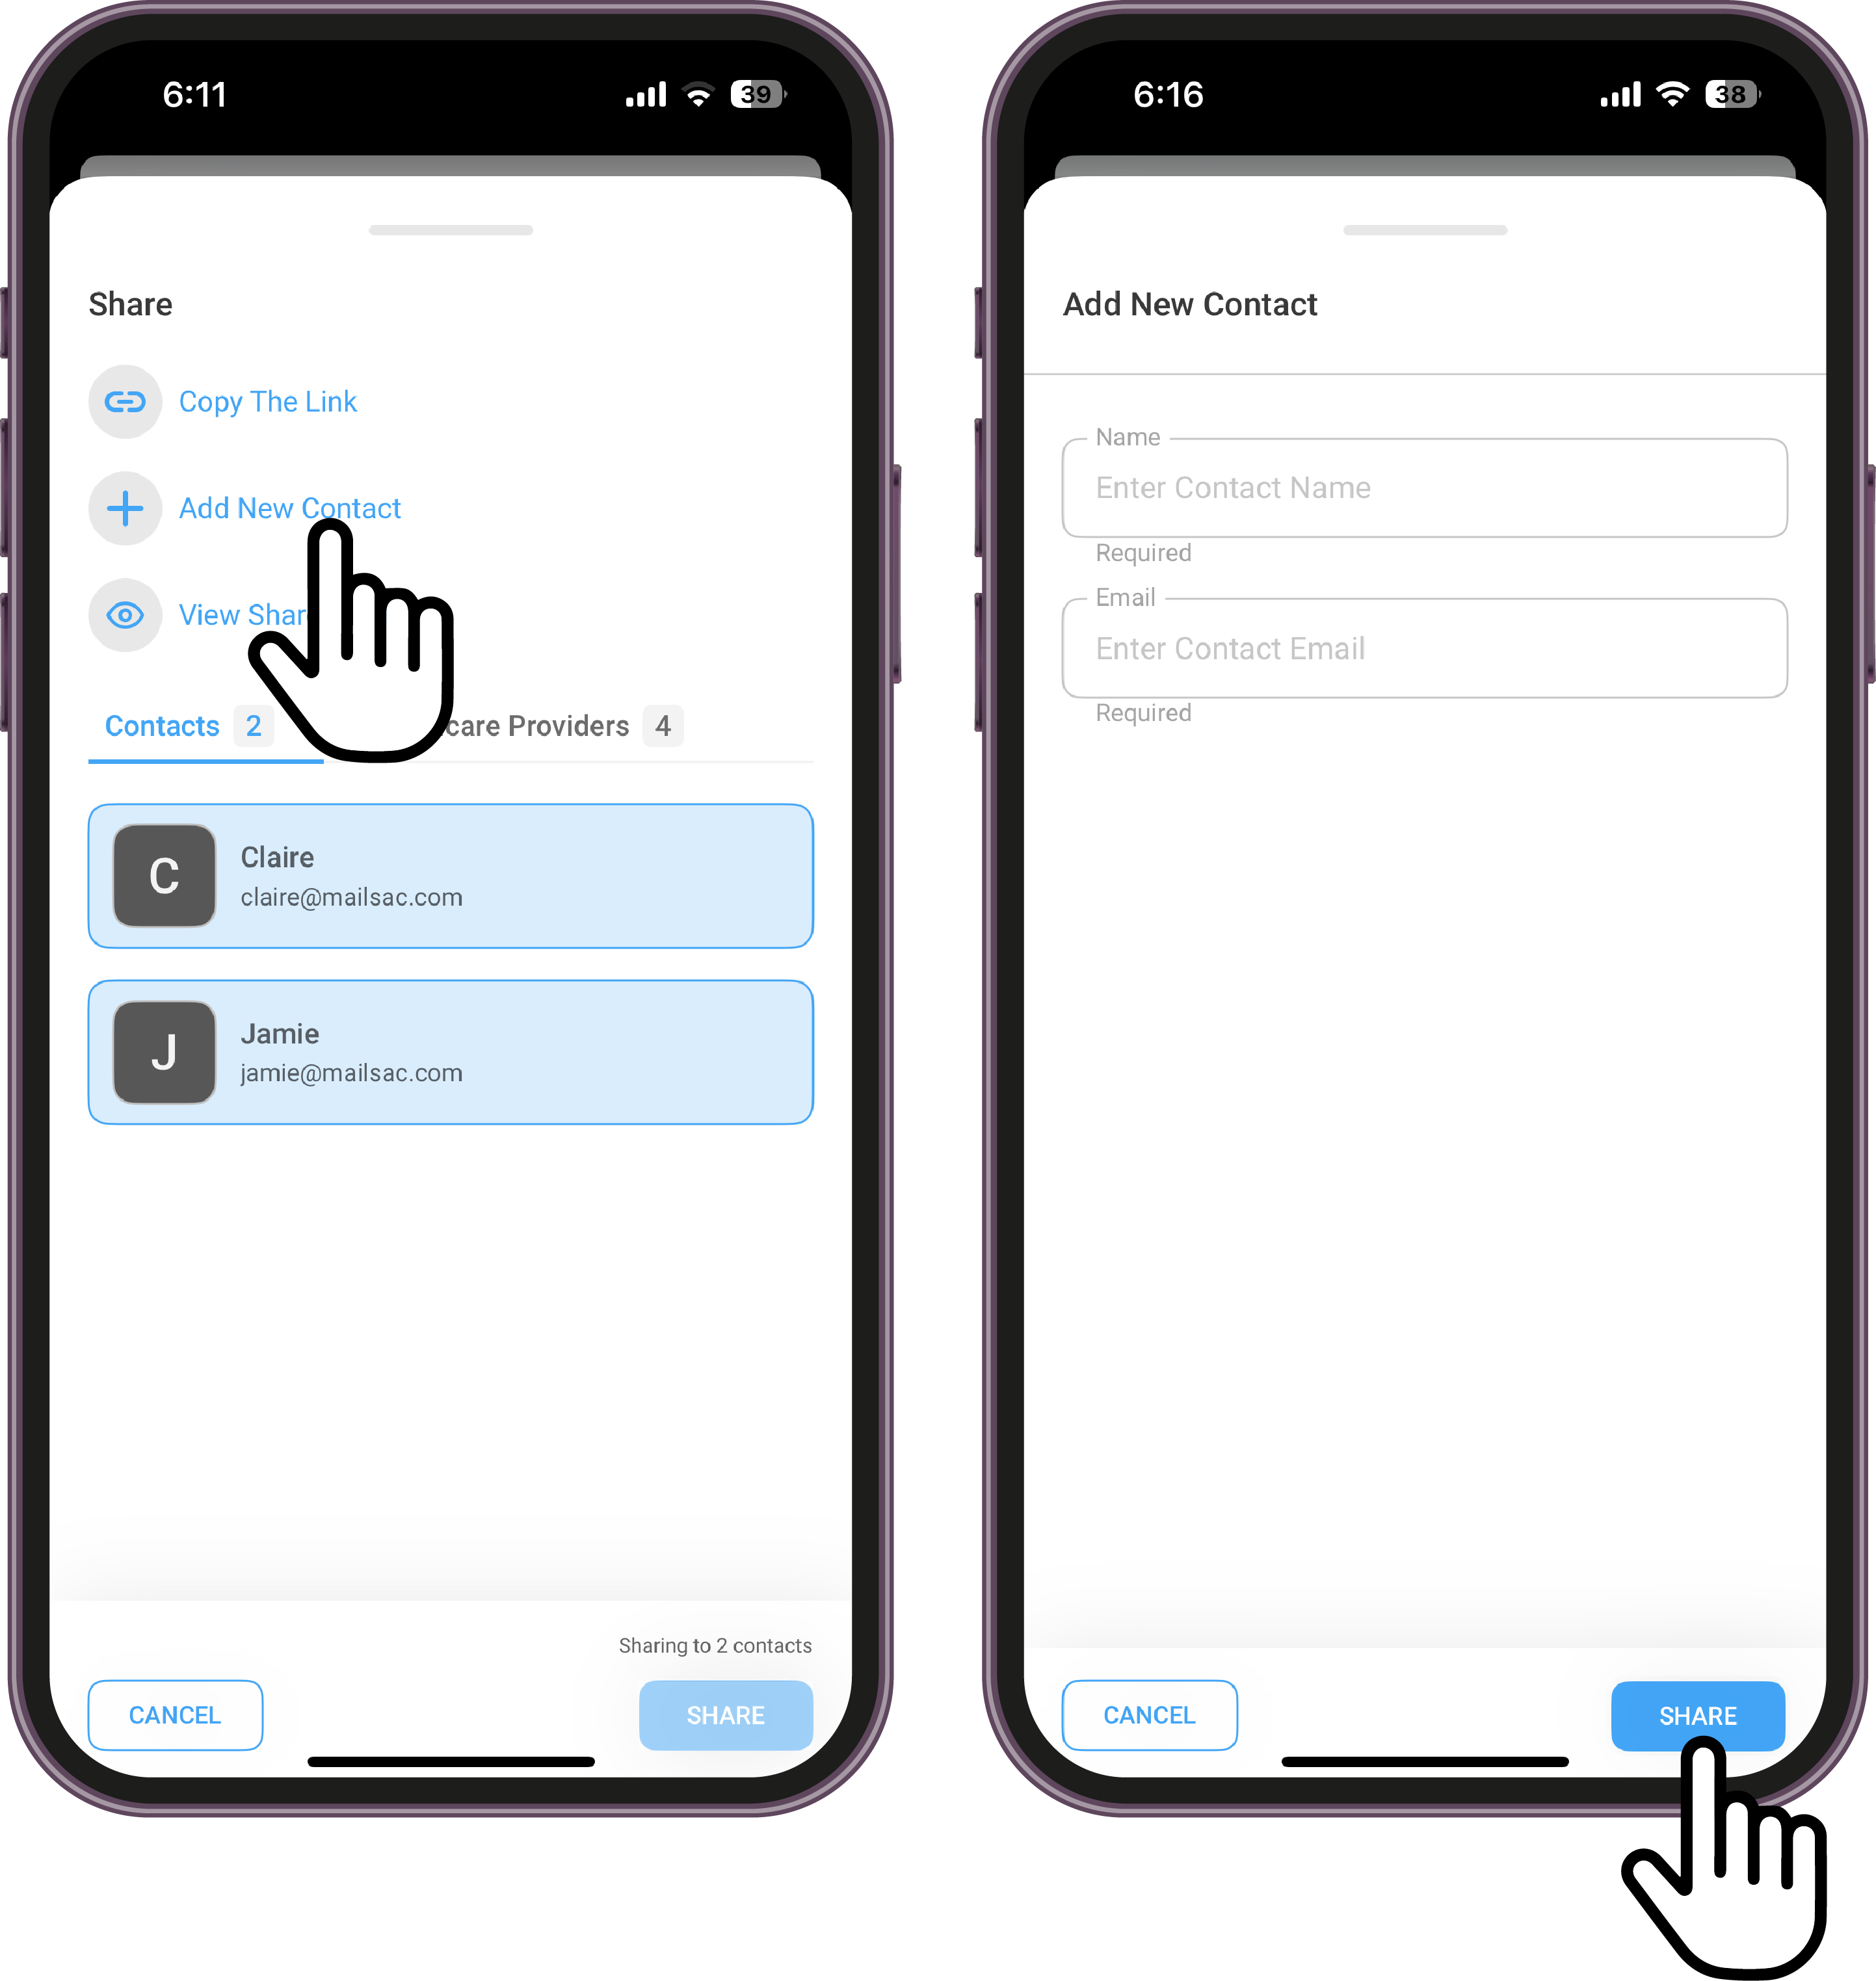 6:11
39
Share
Copy The Link
Add New Contact
View Shar
Contacts 2
care Providers 4
C
Claire
claire@mailsac.com
J
Jamie
jamie@mailsac.com
Sharing to 2 contacts
CANCEL
SHARE
6:16
38
Add New Contact
Name
Enter Contact Name
Required
Email
Enter Contact Email
Required
CANCEL
SHARE